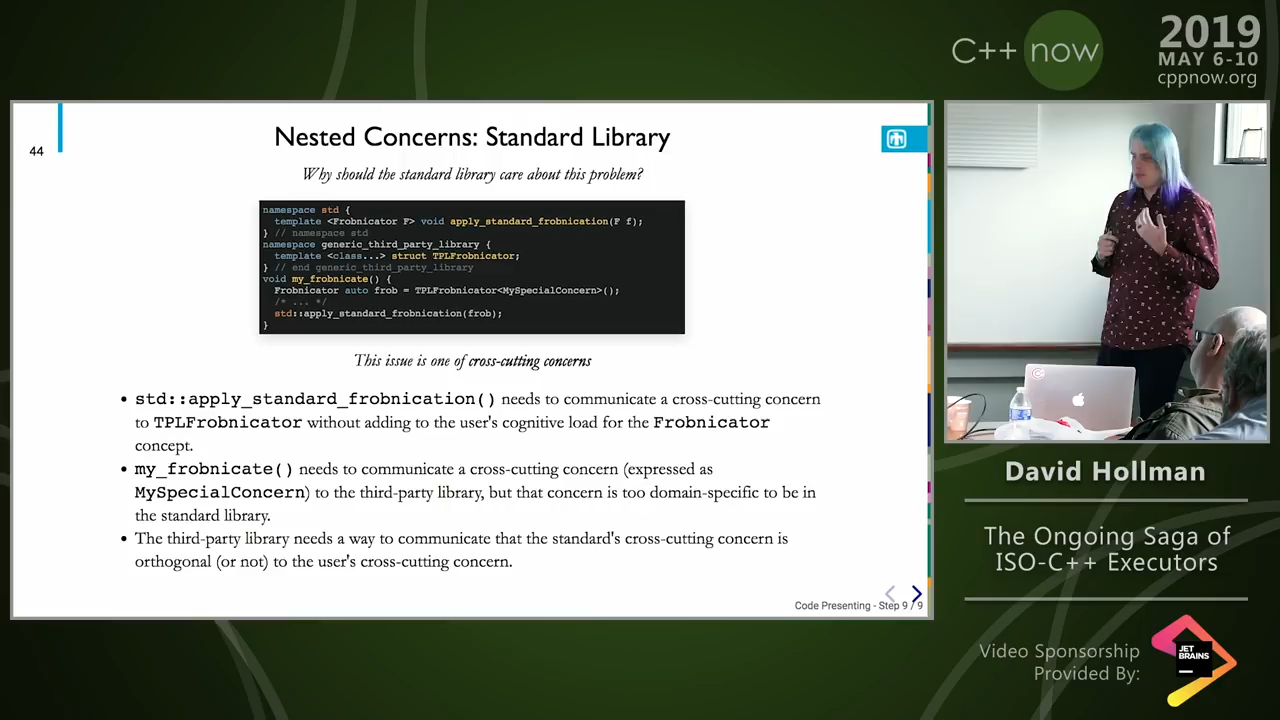 C++ now
2019
MAY 6-10
cppnow.org
44
Nested Concerns: Standard Library
Why should the standard library care about this problem?
namespace std {
template <Frobnicator F> void apply_standard_frobnication(F f);
} // namespace std
namespace generic_third_party_library {
template <class...> struct TPLFrobnicator;
} // end generic_third_party_library
void my_frobnicate() {
Frobnicator auto frob = TPLFrobnicator<MySpecialConcern>();
/* ... */
std::apply_standard_frobnication(frob);
}
This issue is one of cross-cutting concerns
• std::apply_standard_frobnication() needs to communicate a cross-cutting concern
to TPLFrobnicator without adding to the user's cognitive load for the Frobnicator
concept.
• my_frobnicate() needs to communicate a cross-cutting concern (expressed as
MySpecialConcern) to the third-party library, but that concern is too domain-specific to be in
the standard library.
• The third-party library needs a way to communicate that the standard's cross-cutting concern is
orthogonal (or not) to the user's cross-cutting concern.
Code Presenting - Step 9 / 9
David Hollman
The Ongoing Saga of
ISO-C++ Executors
Video Sponsorship
Provided By:
JET
BRAINS